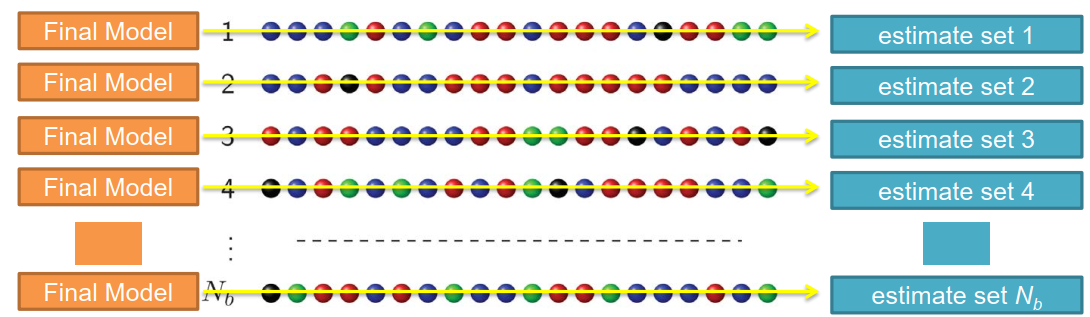 Final Model 1 estimate set 1
Final Model 2 estimate set 2
Final Model 3 estimate set 3
Final Model 4 estimate set 4
⋮
Final Model N_b estimate set N_b